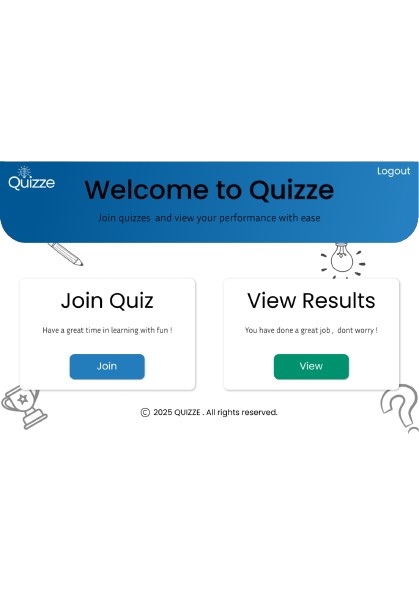 Quizze
Logout
Welcome to Quizze
Join quizzes and view your performance with ease
Join Quiz
Have a great time in learning with fun !
Join
View Results
You have done a great job , dont worry !
View
© 2025 QUIZZE . All rights reserved.